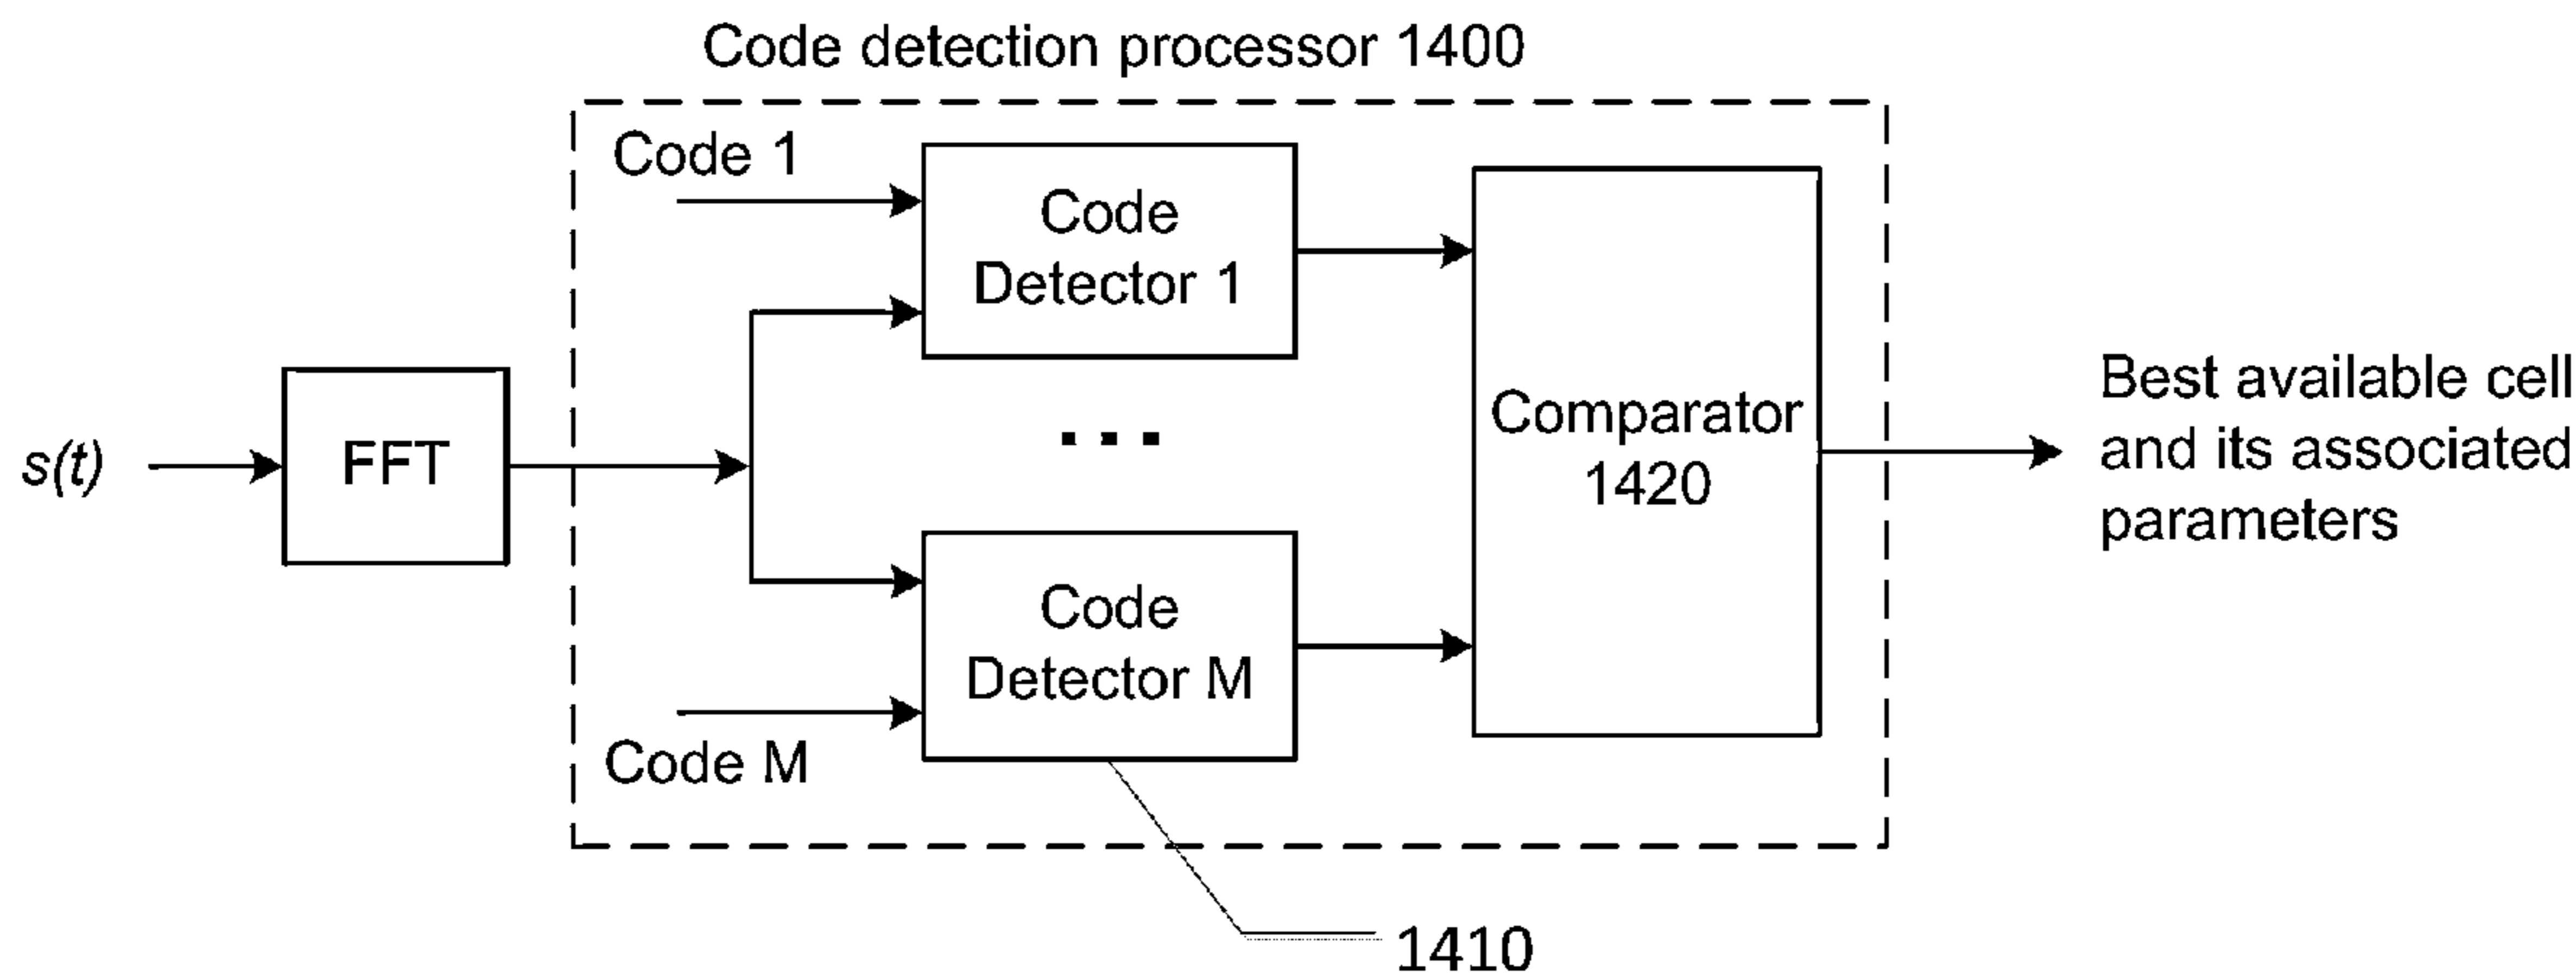 Code detection processor 1400
Code 1
Code
Detector 1
s(t)
FFT
...
Comparator
1420
Best available cell
and its associated
parameters
Code
Detector M
Code M
1410